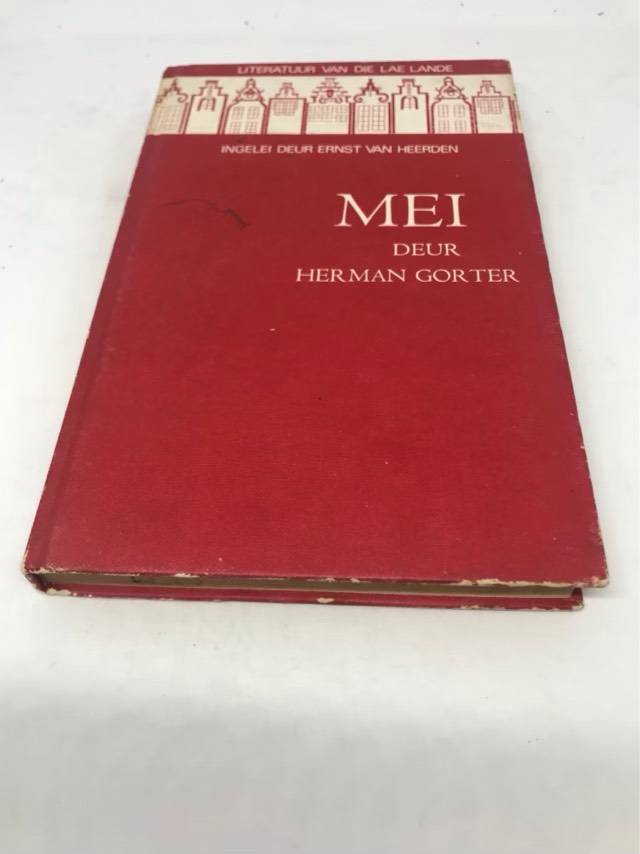 LITERATUUR VAN DIE LAE LANDE
INGELEI DEUR ERNST VAN HEERDEN
MEI
DEUR
HERMAN GORTER